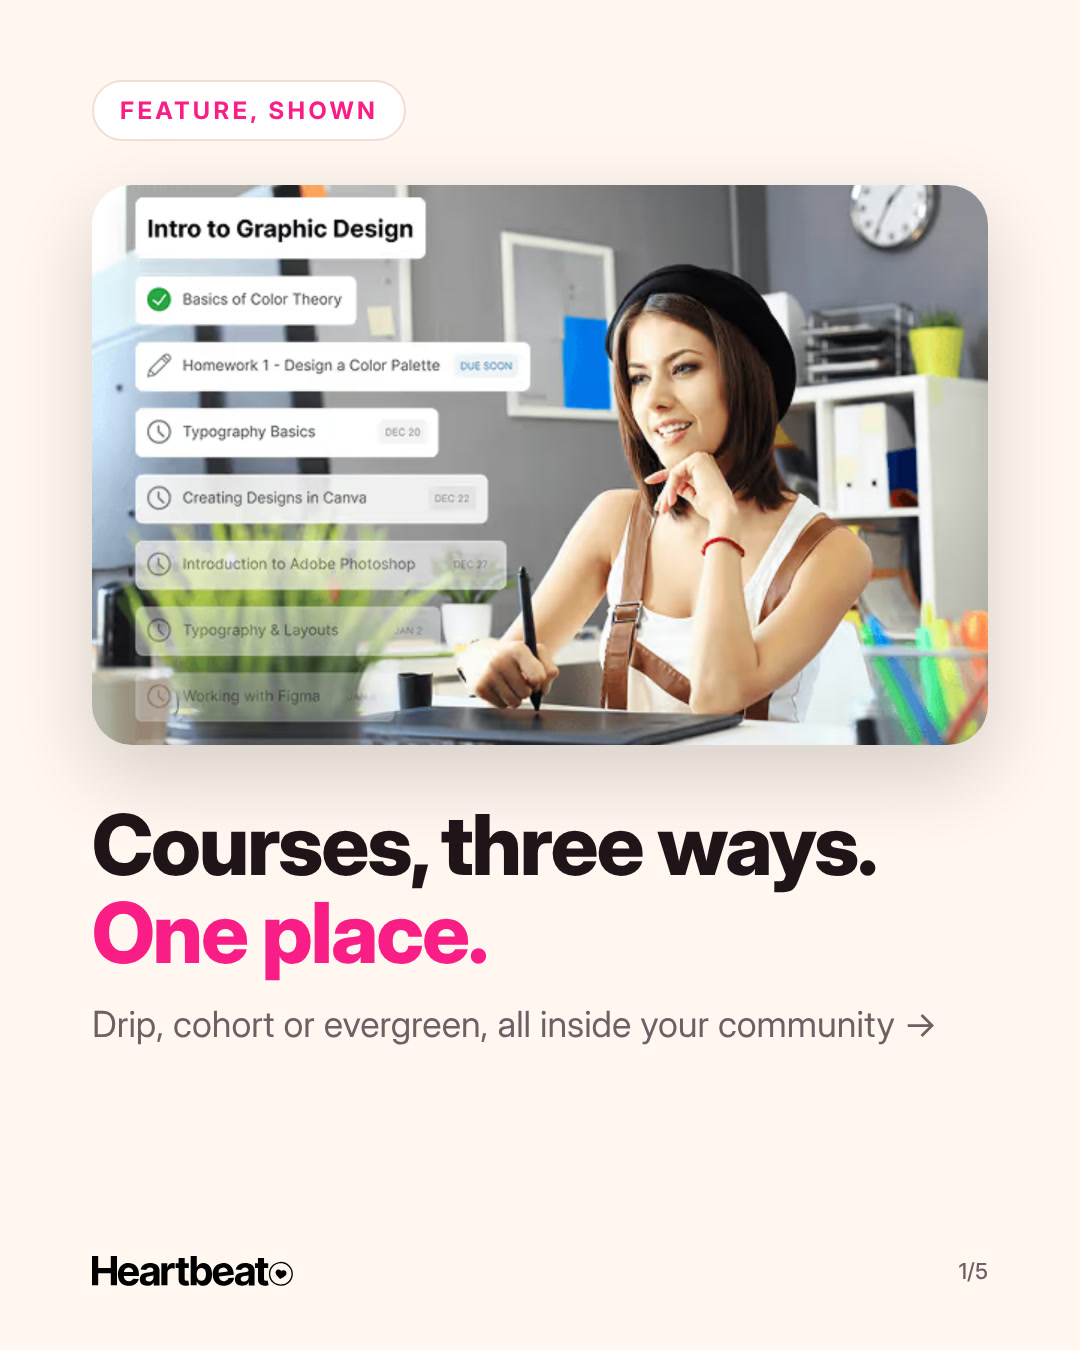 FEATURE, SHOWN
Intro to Graphic Design
Basics of Color Theory
Homework 1 - Design a Color Palette DUE SOON
Typography Basics DEC 20
Creating Designs in Canva DEC 22
Introduction to Adobe Photoshop DEC 27
Typography & Layouts JAN 2
Working with Figma JAN
Courses, three ways.
One place.
Drip, cohort or evergreen, all inside your community →
Heartbeat
1/5